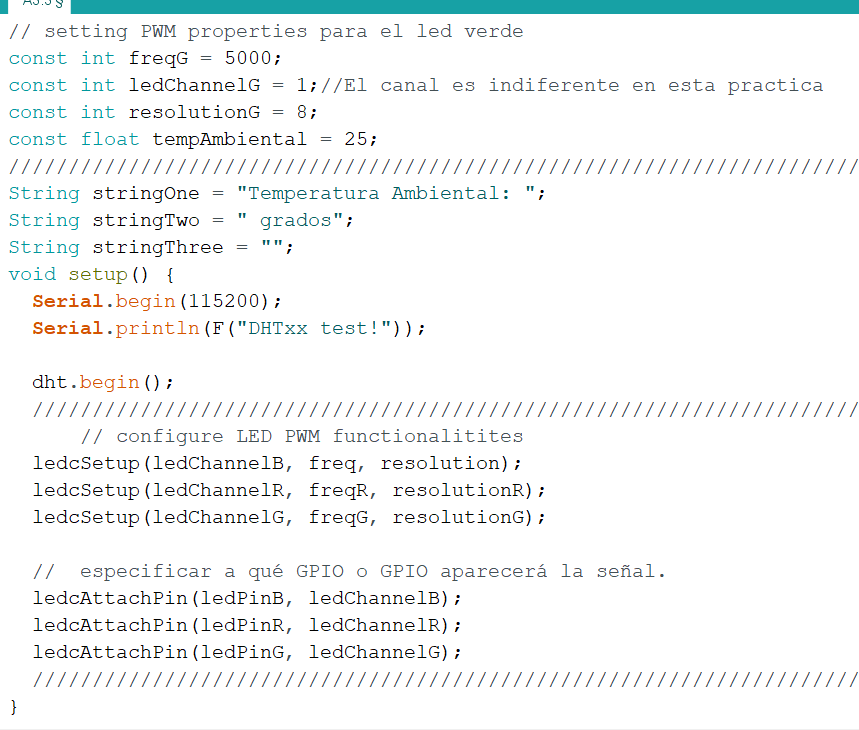 // setting PWM properties para el led verde
const int freqG = 5000;
const int ledChannelG = 1;//El canal es indiferente en esta practica
const int resolutionG = 8;
const float tempAmbiental = 25;
///////////////////////////////////////////////////////////////////////
String stringOne = "Temperatura Ambiental: ";
String stringTwo = " grados";
String stringThree = "";
void setup() {
  Serial.begin(115200);
  Serial.println(F("DHTxx test!"));

  dht.begin();
  /////////////////////////////////////////////////////////////////////
      // configure LED PWM functionalitites
  ledcSetup(ledChannelB, freq, resolution);
  ledcSetup(ledChannelR, freqR, resolutionR);
  ledcSetup(ledChannelG, freqG, resolutionG);

  //  especificar a qué GPIO o GPIO aparecerá la señal.
  ledcAttachPin(ledPinB, ledChannelB);
  ledcAttachPin(ledPinR, ledChannelR);
  ledcAttachPin(ledPinG, ledChannelG);
  /////////////////////////////////////////////////////////////////////
}